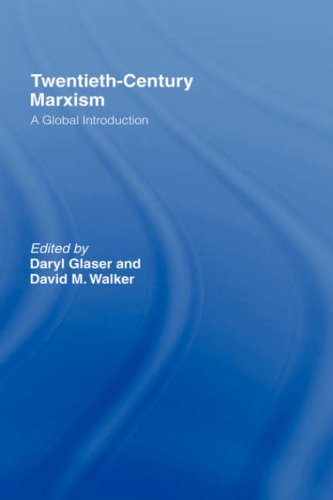 Twentieth-Century
Marxism
A Global Introduction
Edited by
Daryl Glaser and
David M. Walker